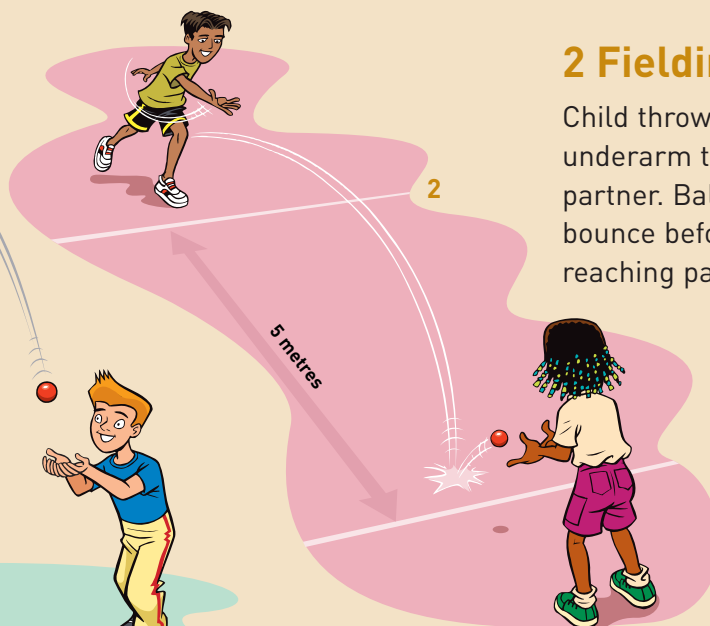 2 Fieldi
Child throw
underarm t
partner. Bal
bounce befo
reaching pa
2
5 metres